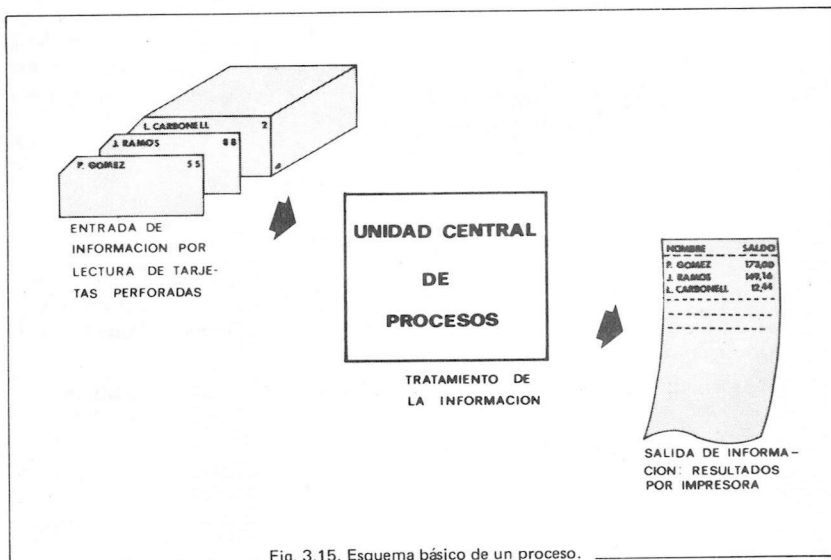 L. CARBONELL 2
J. RAMOS 88
P. GOMEZ 55
ENTRADA DE
INFORMACION POR
LECTURA DE TARJE-
TAS PERFORADAS
UNIDAD CENTRAL
DE
PROCESOS
TRATAMIENTO DE
LA INFORMACION
NOMBRE SALDO
P. GOMEZ 173,00
J. RAMOS 149,16
L. CARBONELL 12,44
SALIDA DE INFORMA-
CION: RESULTADOS
POR IMPRESORA
Fig. 3.15. Esquema básico de un proceso.